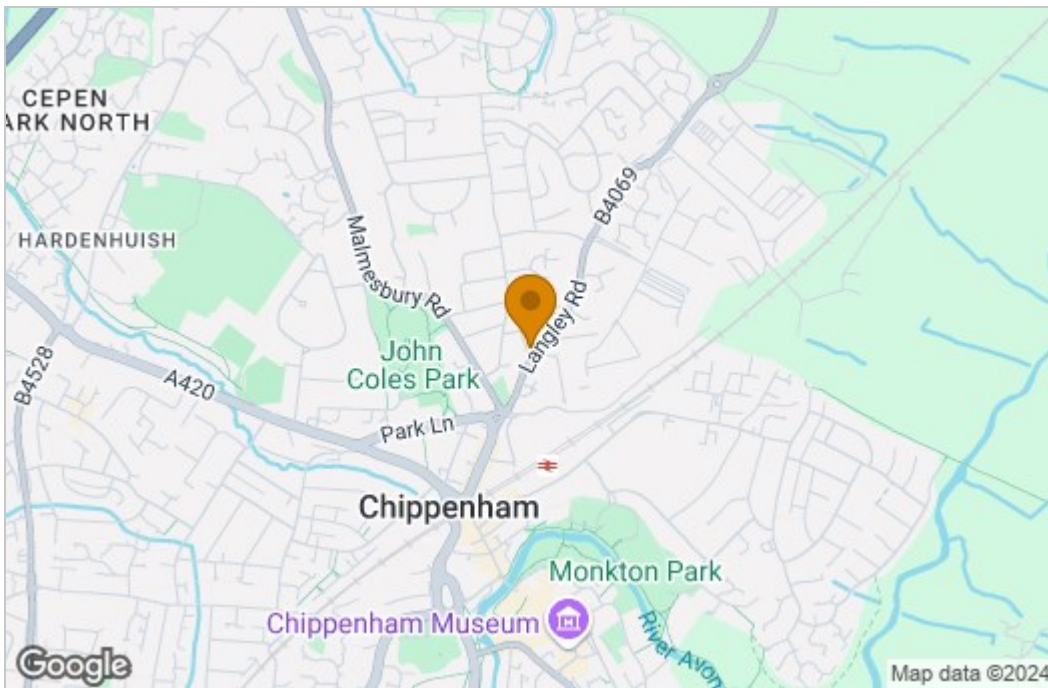 CEPEN
ARK NORTH
HARDENHUISH
B4069
Malmesbury Rd
Langley Rd
John
Coles Park
B4528
A420
Park Ln
Chippenham
Monkton Park
Chippenham Museum
River Avon
Google
Map data ©2024